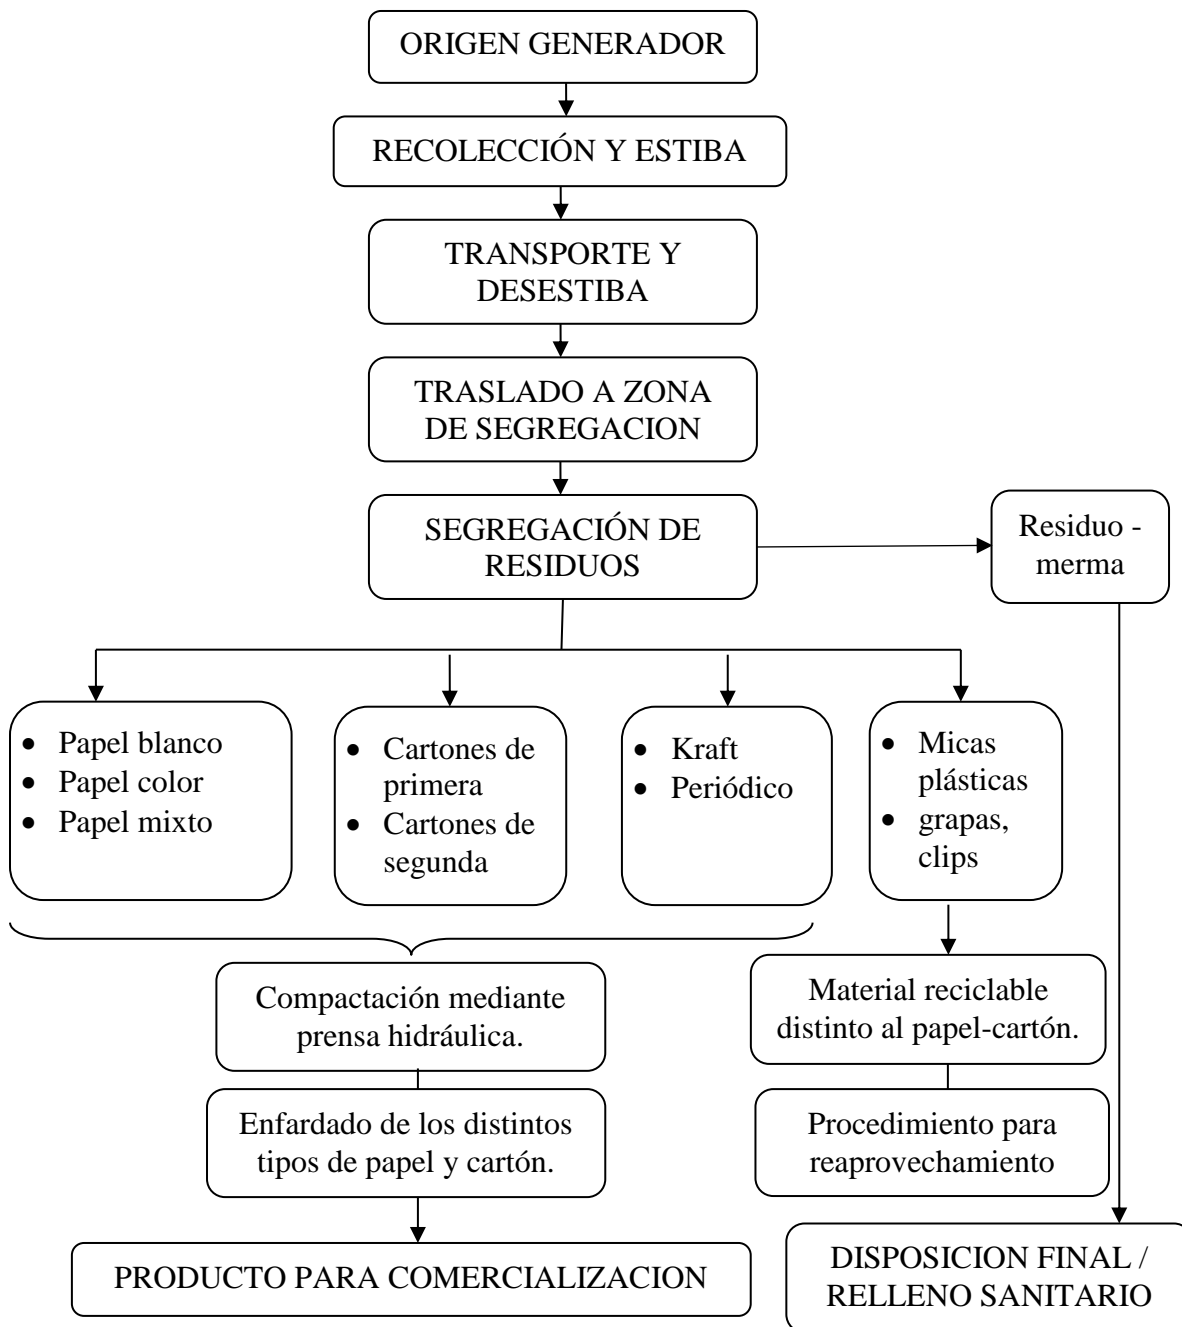 ORIGEN GENERADOR
RECOLECCIÓN Y ESTIBA
TRANSPORTE Y
DESESTIBA
TRASLADO A ZONA
DE SEGREGACION
SEGREGACIÓN DE
RESIDUOS
Residuo -
merma
• Papel blanco
• Papel color
• Papel mixto
• Cartones de
primera
• Cartones de
segunda
• Kraft
• Periódico
• Micas
plásticas
• grapas,
clips
Compactación mediante
prensa hidráulica.
Material reciclable
distinto al papel-cartón.
Enfardado de los distintos
tipos de papel y cartón.
Procedimiento para
reaprovechamiento
PRODUCTO PARA COMERCIALIZACION
DISPOSICION FINAL /
RELLENO SANITARIO